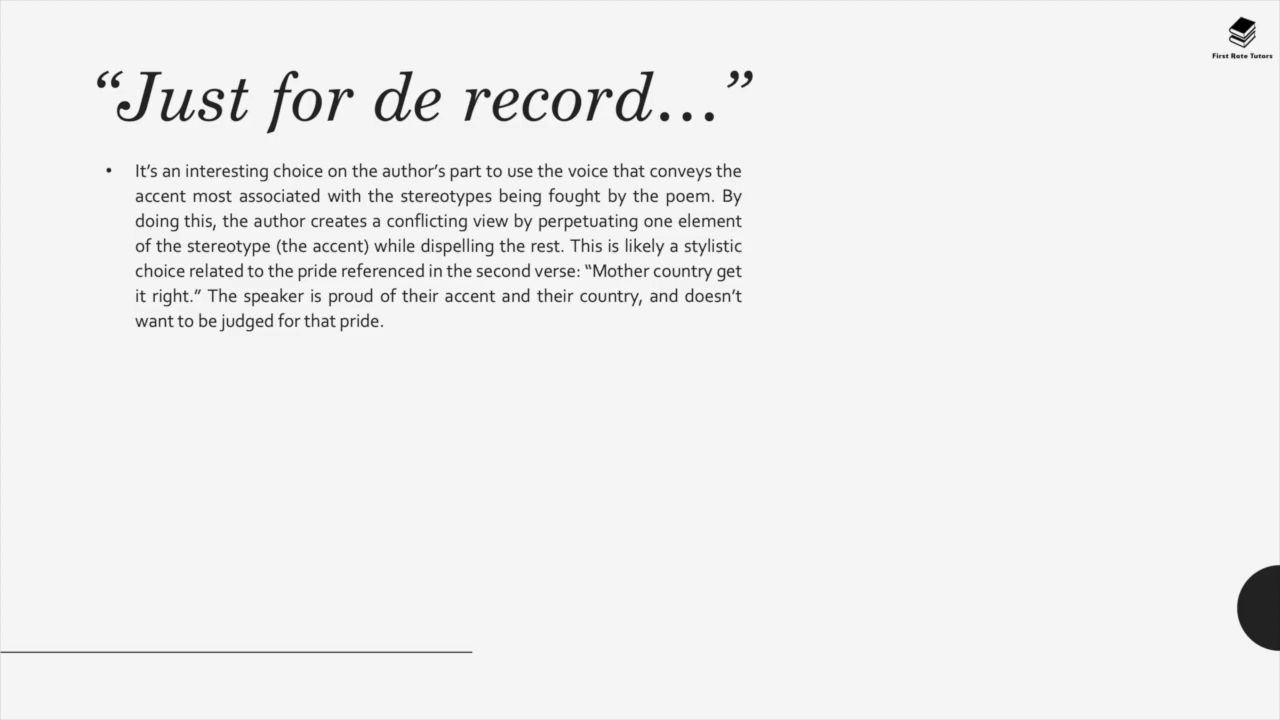 First Rate Tutors
“Just for de record...”
• It’s an interesting choice on the author’s part to use the voice that conveys the
accent most associated with the stereotypes being fought by the poem. By
doing this, the author creates a conflicting view by perpetuating one element
of the stereotype (the accent) while dispelling the rest. This is likely a stylistic
choice related to the pride referenced in the second verse: “Mother country get
it right.” The speaker is proud of their accent and their country, and doesn’t
want to be judged for that pride.